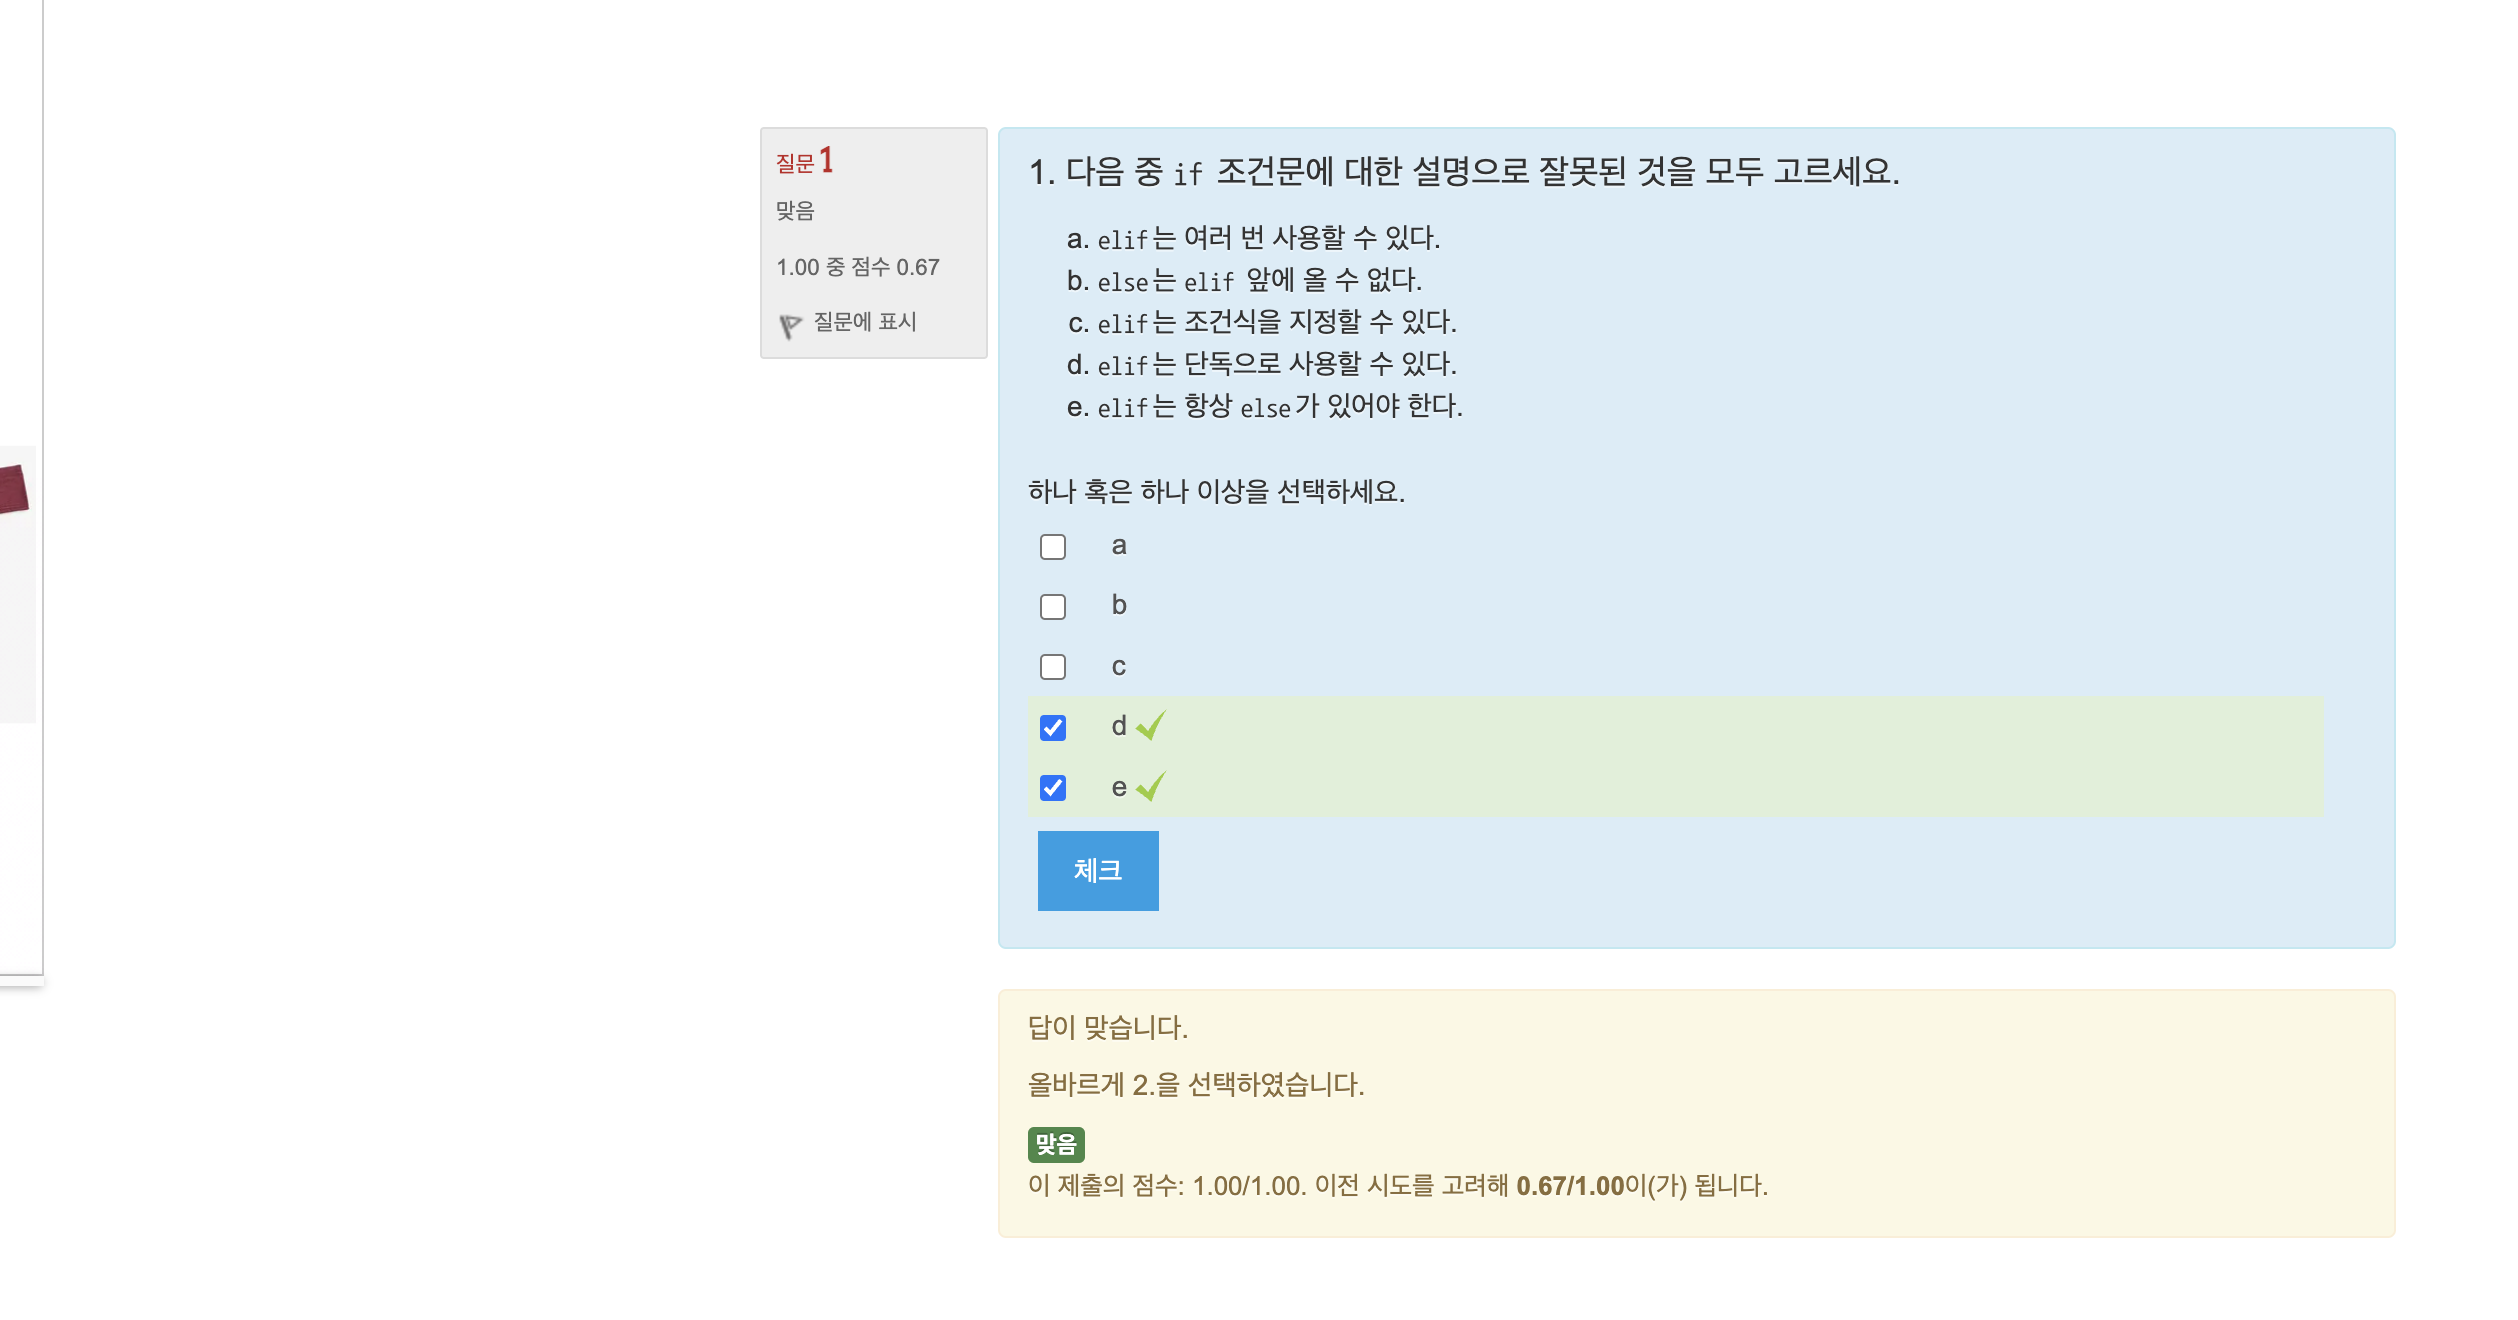 질문 1
맞음
1.00 중 점수 0.67
질문에 표시
1. 다음 중 if 조건문에 대한 설명으로 잘못된 것을 모두 고르세요.
a. elif는 여러 번 사용할 수 있다.
b. else는 elif 앞에 올 수 없다.
c. elif는 조건식을 지정할 수 있다.
d. elif는 단독으로 사용할 수 있다.
e. elif는 항상 else가 있어야 한다.
하나 혹은 하나 이상을 선택하세요.
a
b
c
d
e
체크
답이 맞습니다.
올바르게 2.을 선택하였습니다.
맞음
이 제출의 점수: 1.00/1.00. 이전 시도를 고려해 0.67/1.00이(가) 됩니다.